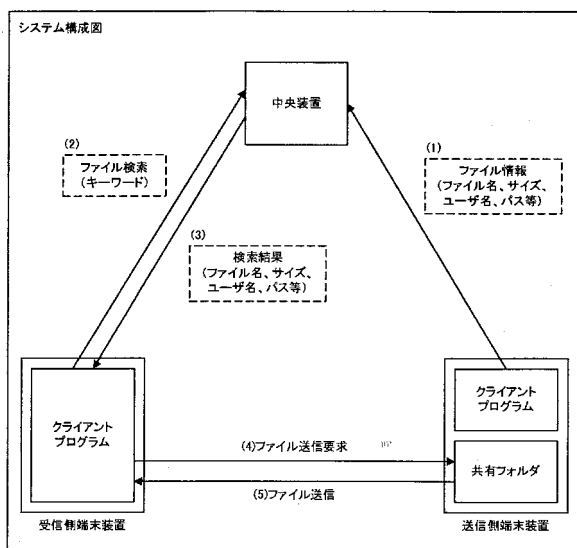 システム構成図
中央装置
(1)
ファイル情報
(ファイル名、サイズ、
ユーザ名、パス等)
(2)
ファイル検索
(キーワード)
(3)
検索結果
(ファイル名、サイズ、
ユーザ名、パス等)
クライアント
プログラム
受信側端末装置
クライアント
プログラム
共有フォルダ
送信側端末装置
(4)ファイル送信要求
(5)ファイル送信